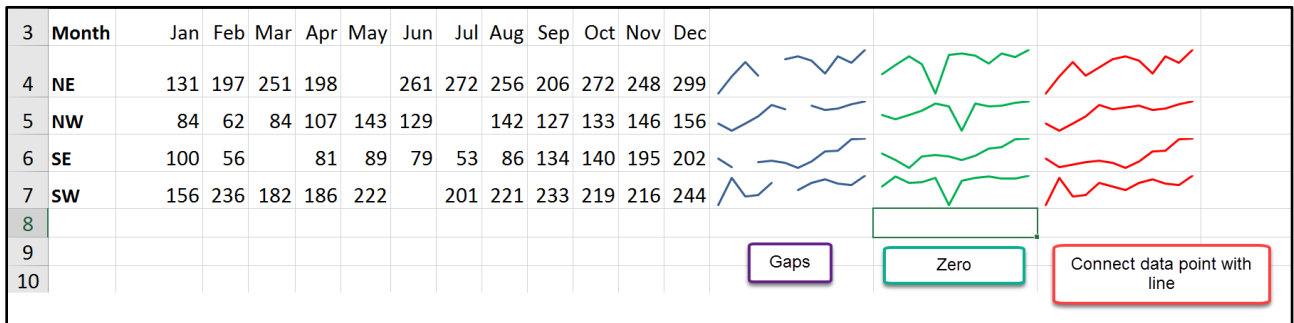 3 Month Jan Feb Mar Apr May Jun Jul Aug Sep Oct Nov Dec
4 NE 131 197 251 198 261 272 256 206 272 248 299
5 NW 84 62 84 107 143 129 142 127 133 146 156
6 SE 100 56 81 89 79 53 86 134 140 195 202
7 SW 156 236 182 186 222 201 221 233 219 216 244
8
9
10
Gaps
Zero
Connect data point with
line